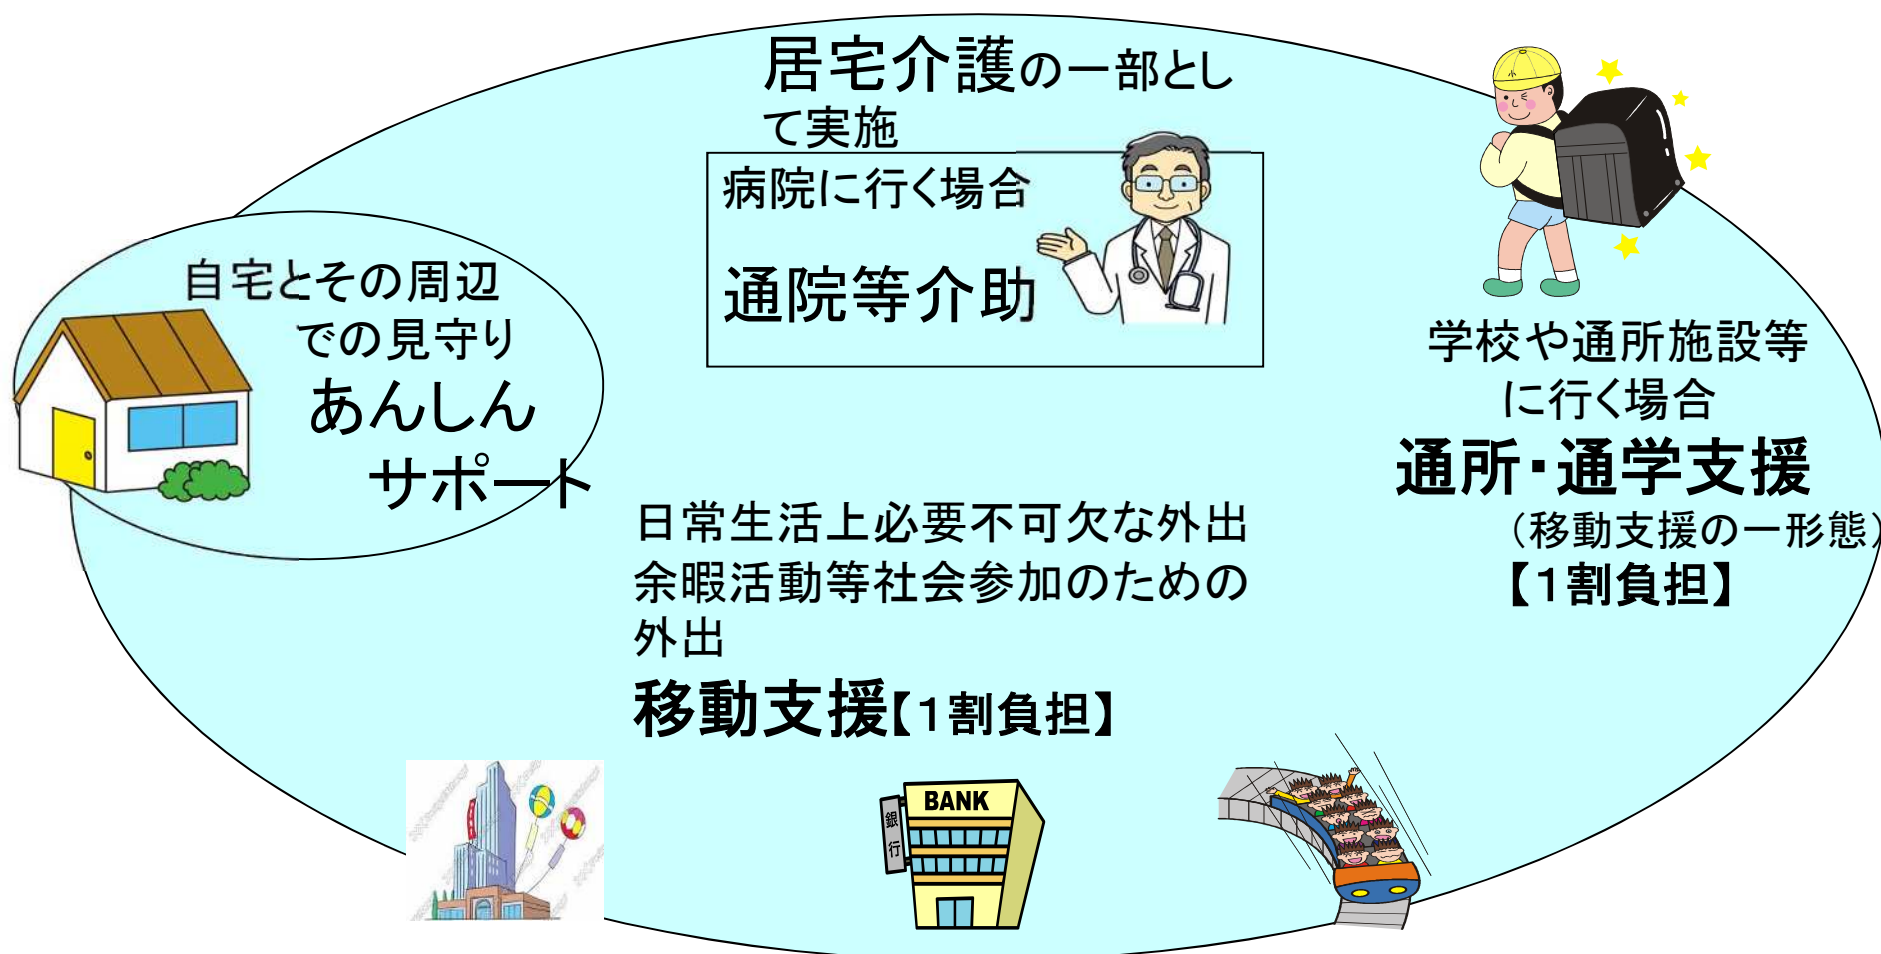 居宅介護の一部とし
て実施
病院に行く場合
通院等介助
自宅とその周辺
での見守り
あんしん
サポート
学校や通所施設等
に行く場合
通所・通学支援
（移動支援の一形態）
【１割負担】
日常生活上必要不可欠な外出
余暇活動等社会参加のための
外出
移動支援【１割負担】
BANK
銀行
小